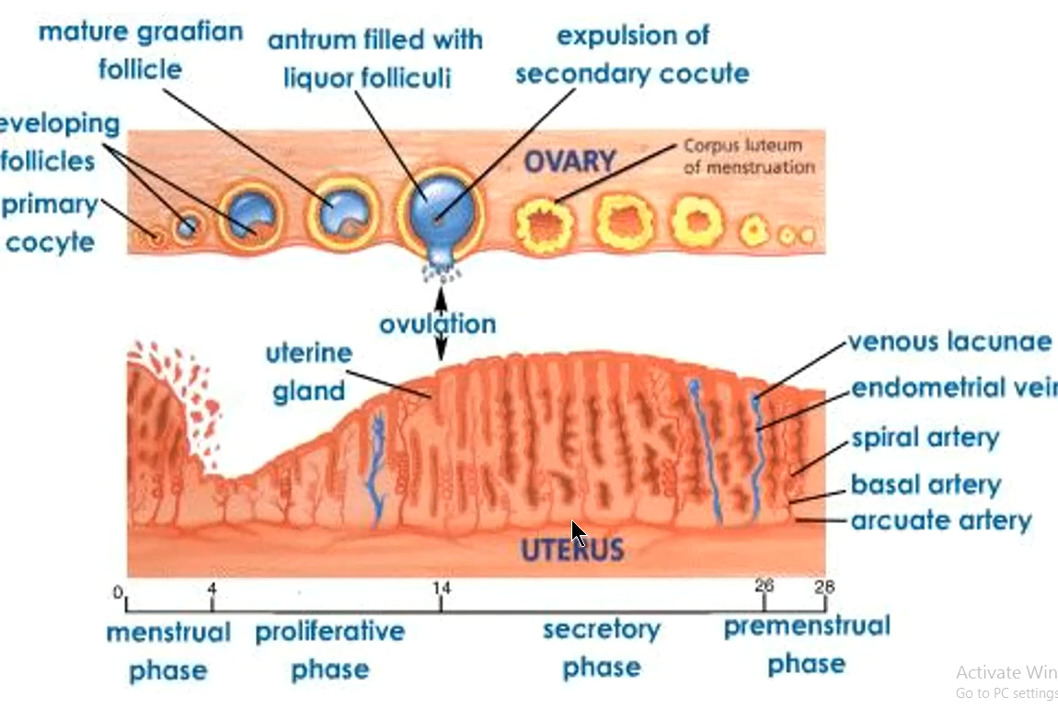 mature graafian
follicle
antrum filled with
liquor folliculi
expulsion of
secondary cocute
eveloping
follicles
primary
cocyte
OVARY
Corpus luteum
of menstruation
ovulation
uterine
gland
venous lacunae
endometrial vei
spiral artery
basal artery
arcuate artery
UTERUS
0 4 14 26 28
menstrual
phase
proliferative
phase
secretory
phase
premenstrual
phase
Activate Win
Go to PC settings